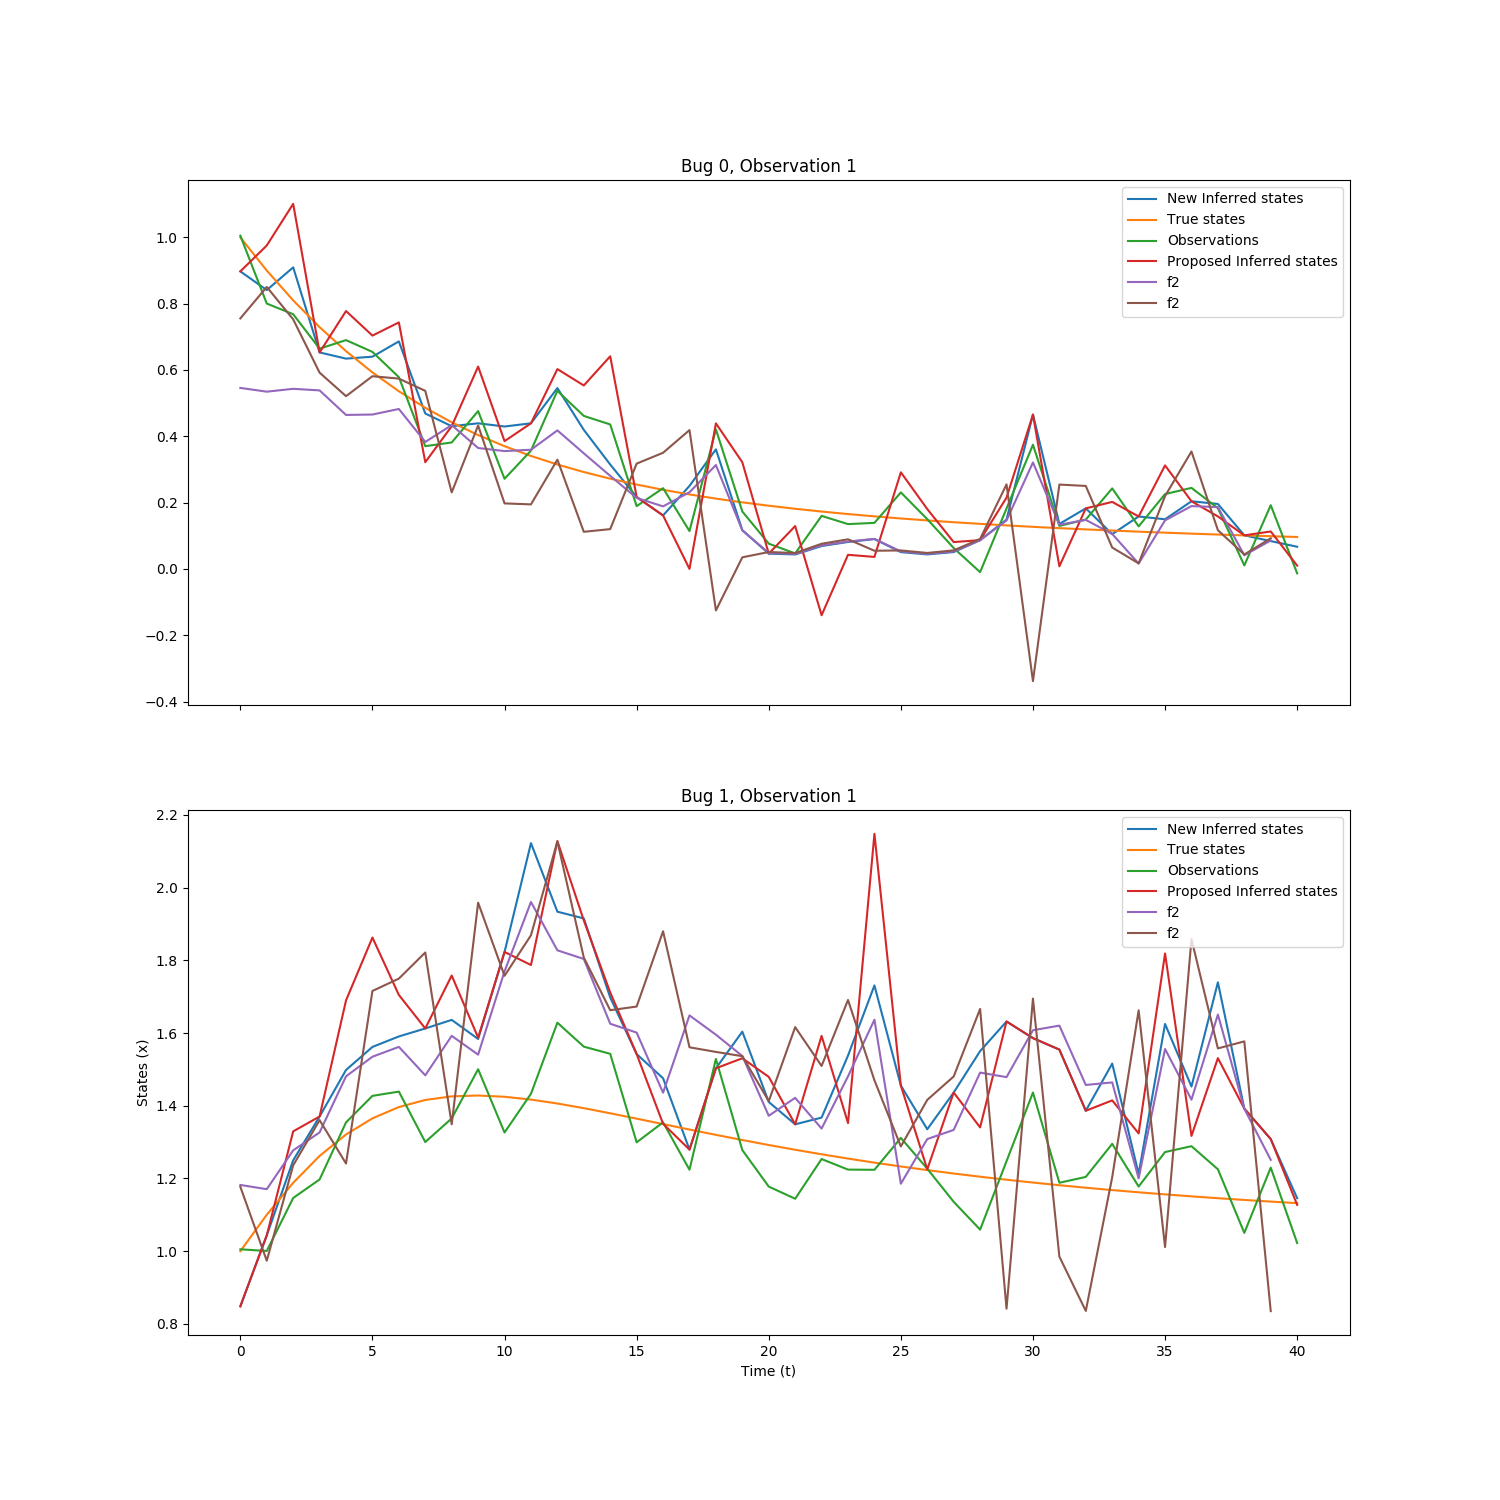 Bug 0, Observation 1
New Inferred states
True states
Observations
Proposed Inferred states
f2
f2
1.0
0.8
0.6
0.4
0.2
0.0
−0.2
−0.4
Bug 1, Observation 1
New Inferred states
True states
Observations
Proposed Inferred states
f2
f2
2.2
2.0
1.8
1.6
1.4
1.2
1.0
0.8
States (x)
0 5 10 15 20 25 30 35 40
Time (t)